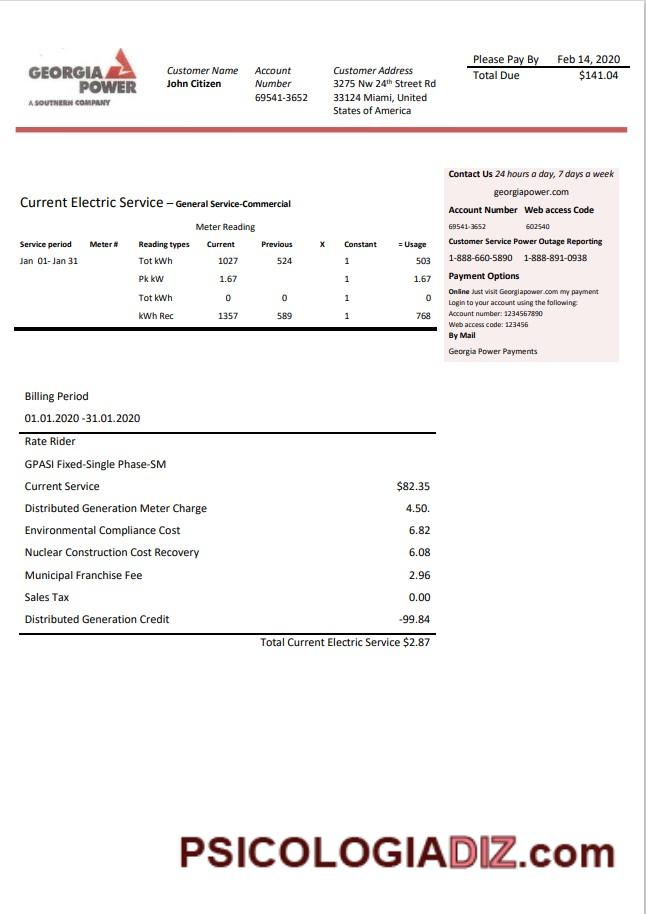 GEORGIA
POWER
A SOUTHERN COMPANY
Customer Name
John Citizen
Account
Number
69541-3652
Customer Address
3275 Nw 24th Street Rd
33124 Miami, United
States of America
Please Pay By Feb 14, 2020
Total Due $141.04
Current Electric Service – General Service-Commercial
Meter Reading
Service period Meter # Reading types Current Previous X Constant = Usage
Jan 01- Jan 31 Tot kWh 1027 524 1 503
Pk kW 1.67 1 1.67
Tot kWh 0 0 1 0
kWh Rec 1357 589 1 768
Contact Us 24 hours a day, 7 days a week
georgiapower.com
Account Number Web access Code
69541-3652 602540
Customer Service Power Outage Reporting
1-888-660-5890 1-888-891-0938
Payment Options
Online Just visit Georgiapower.com my payment
Login to your account using the following:
Account number: 1234567890
Web access code: 123456
By Mail
Georgia Power Payments
Billing Period
01.01.2020 -31.01.2020
Rate Rider
GPASI Fixed-Single Phase-SM
Current Service $82.35
Distributed Generation Meter Charge 4.50.
Environmental Compliance Cost 6.82
Nuclear Construction Cost Recovery 6.08
Municipal Franchise Fee 2.96
Sales Tax 0.00
Distributed Generation Credit -99.84
Total Current Electric Service $2.87
PSICOLOGIADIZ.com